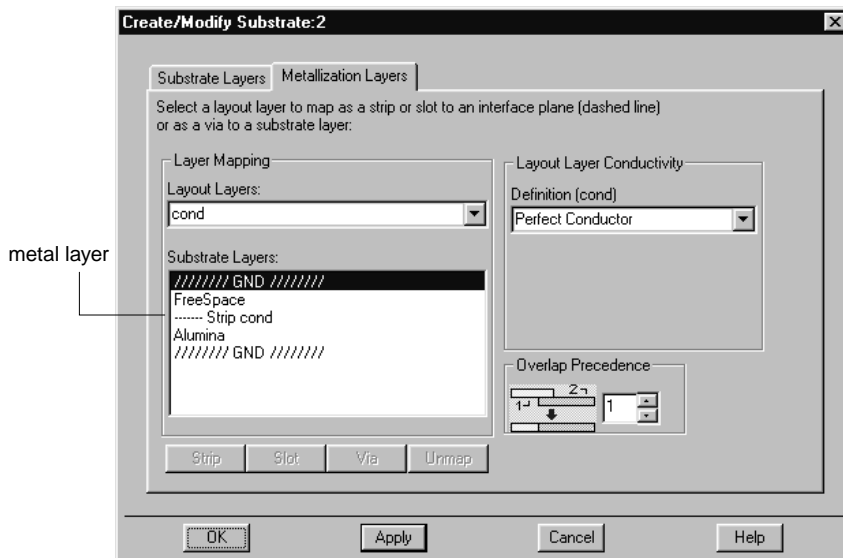 Create/Modify Substrate:2
Substrate Layers
Metallization Layers
Select a layout layer to map as a strip or slot to an interface plane (dashed line)
or as a via to a substrate layer:
Layer Mapping
Layout Layers:
cond
Substrate Layers:
//////// GND ////////
FreeSpace
------- Strip cond
Alumina
//////// GND ////////
metal layer
Strip
Slot
Via
Unmap
Layout Layer Conductivity
Definition (cond)
Perfect Conductor
Overlap Precedence
1
2
1
OK
Apply
Cancel
Help